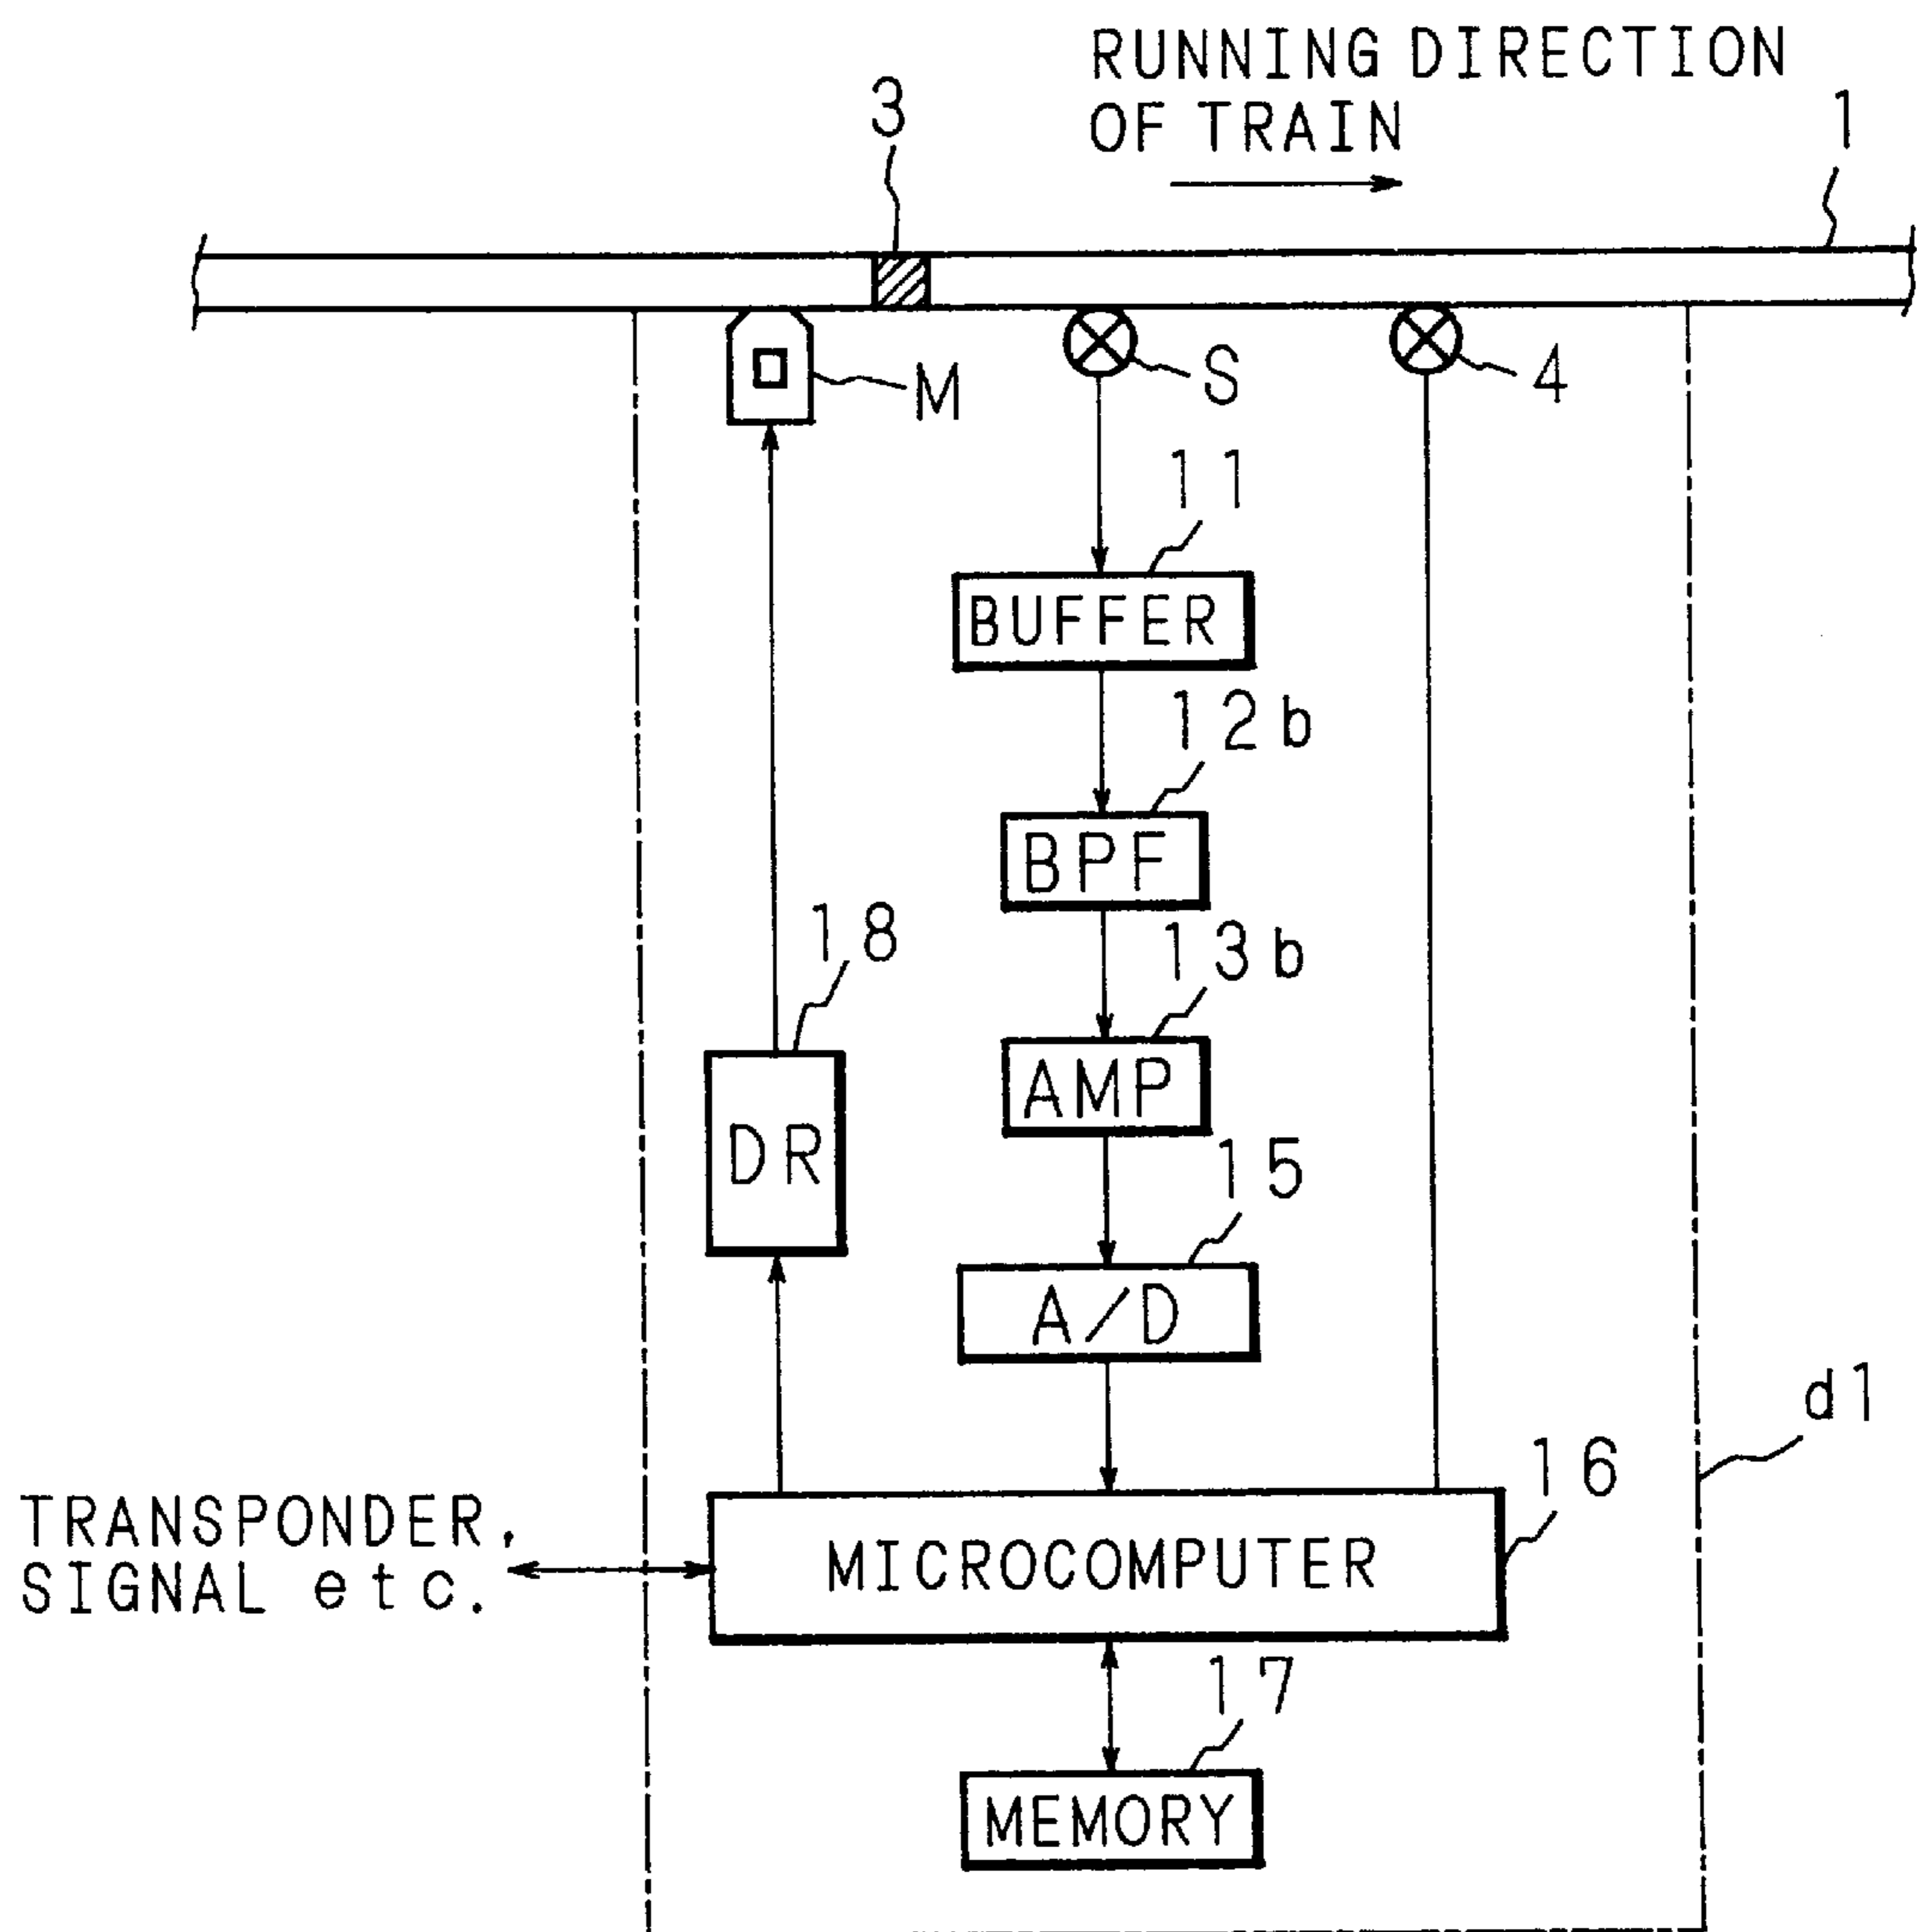 RUNNING DIRECTION
OF TRAIN
3
1
M
S
4
11
BUFFER
12b
BPF
18
13b
AMP
DR
15
A/D
d1
16
TRANSPONDER,
SIGNAL etc.
MICROCOMPUTER
17
MEMORY